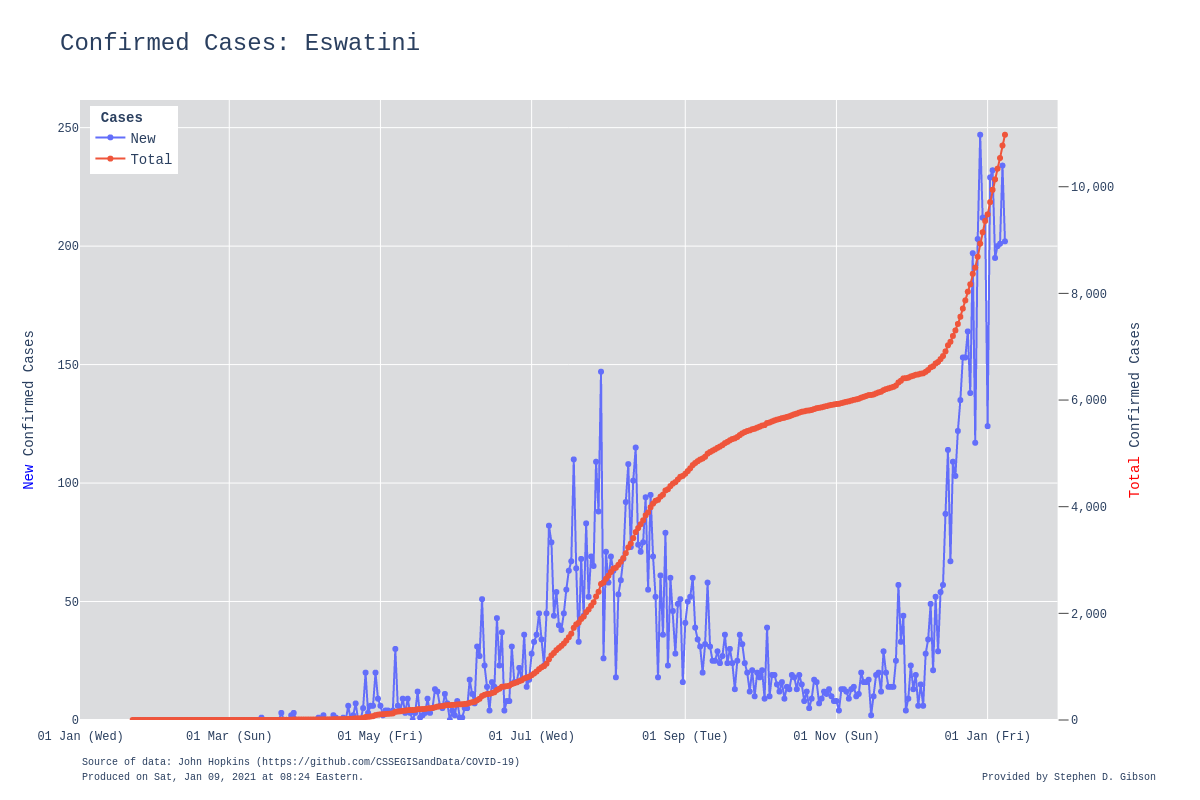 Confirmed Cases: Eswatini
Cases
New
Total
250
200
150
100
50
0
10,000
8,000
6,000
4,000
2,000
0
New Confirmed Cases
Total Confirmed Cases
01 Jan (Wed) 01 Mar (Sun) 01 May (Fri) 01 Jul (Wed) 01 Sep (Tue) 01 Nov (Sun) 01 Jan (Fri)
Source of data: John Hopkins (https://github.com/CSSEGISandData/COVID-19)
Produced on Sat, Jan 09, 2021 at 08:24 Eastern.
Provided by Stephen D. Gibson